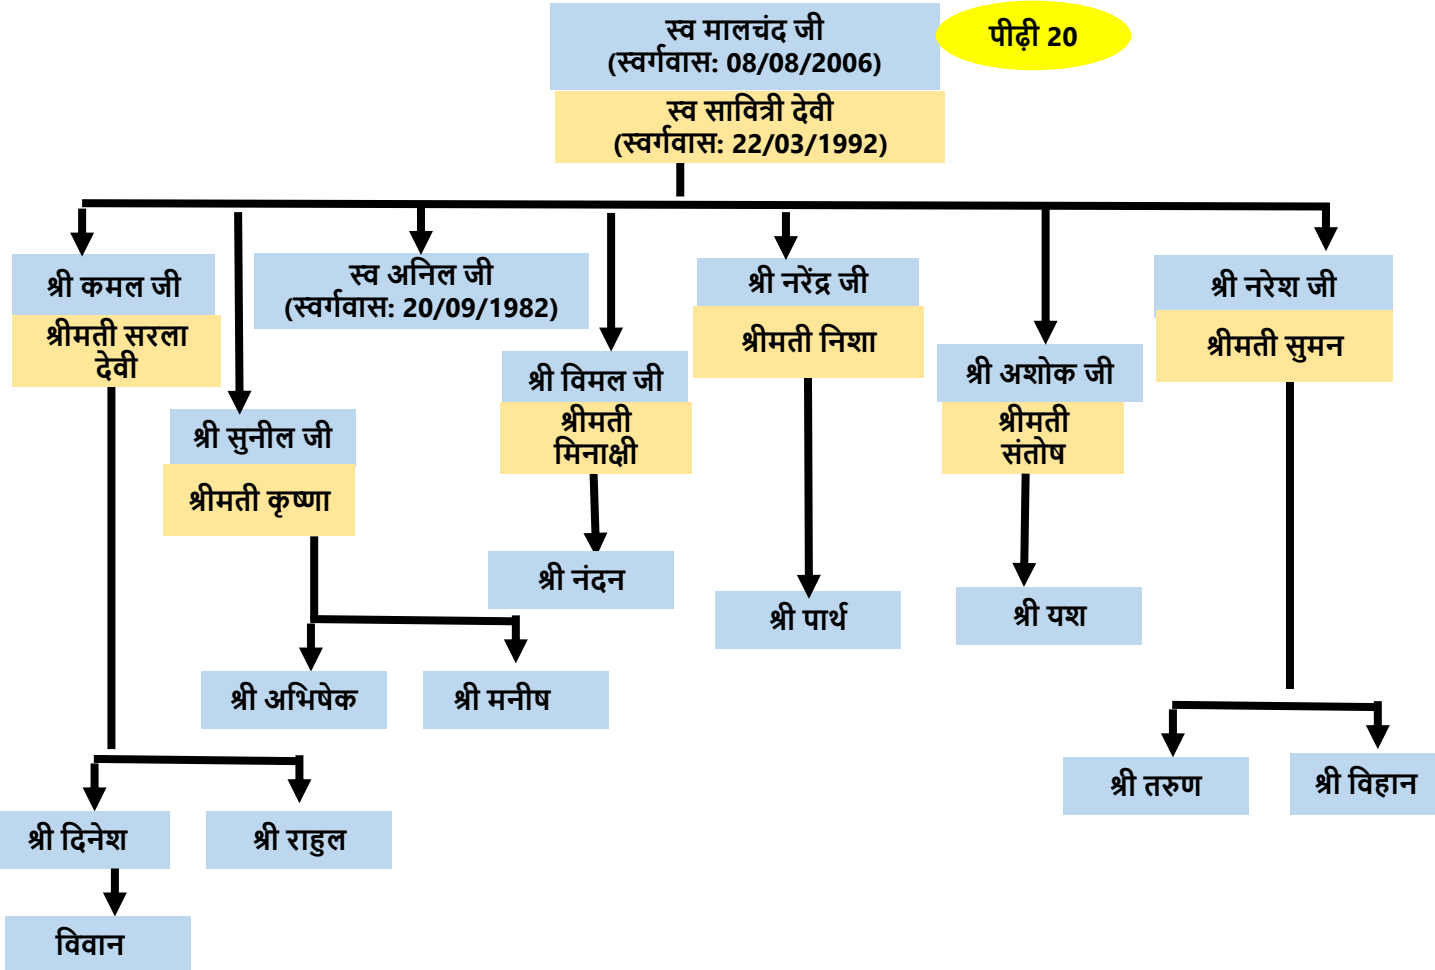 स्व मालचंद जी
(स्वर्गवास: 08/08/2006)
पीढ़ी 20
स्व सावित्री देवी
(स्वर्गवास: 22/03/1992)
श्री कमल जी
श्रीमती सरला
देवी
स्व अनिल जी
(स्वर्गवास: 20/09/1982)
श्री नरेंद्र जी
श्रीमती निशा
श्री नरेश जी
श्रीमती सुमन
श्री विमल जी
श्रीमती
मिनाक्षी
श्री अशोक जी
श्रीमती
संतोष
श्री सुनील जी
श्रीमती कृष्णा
श्री नंदन
श्री पार्थ
श्री यश
श्री अभिषेक
श्री मनीष
श्री तरुण
श्री विहान
श्री दिनेश
श्री राहुल
विवान